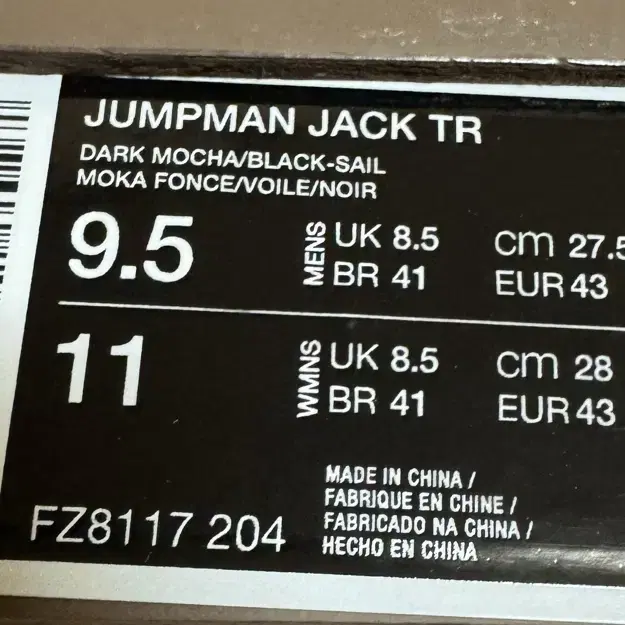 JUMPMAN JACK TR
DARK MOCHA/BLACK-SAIL
MOKA FONCE/VOILE/NOIR
9.5 MENS UK 8.5 cm 27.5
BR 41 EUR 43
11 WMNS UK 8.5 cm 28
BR 41 EUR 43
MADE IN CHINA /
FABRIQUE EN CHINE /
FABRICADO NA CHINA /
HECHO EN CHINA
FZ8117 204